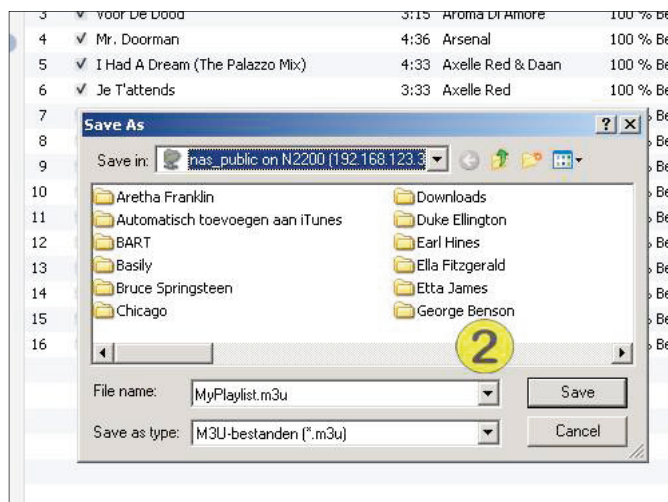 3 ✓ Voor De Dood 3:15 Aroma Di Amore 100 % Be
4 ✓ Mr. Doorman 4:36 Arsenal 100 % Be
5 ✓ I Had A Dream (The Palazzo Mix) 4:33 Axelle Red & Daan 100 % Be
6 ✓ Je T'attends 3:33 Axelle Red 100 % Be
7
8
9
10
11
12
13
14
15
16
Save As
Save in: nas_public on N2200 (192.168.123.3
Aretha Franklin
Automatisch toevoegen aan iTunes
BART
Basily
Bruce Springsteen
Chicago
Downloads
Duke Ellington
Earl Hines
Ella Fitzgerald
Etta James
George Benson
2
File name: MyPlaylist.m3u Save
Save as type: M3U-bestanden (*.m3u) Cancel